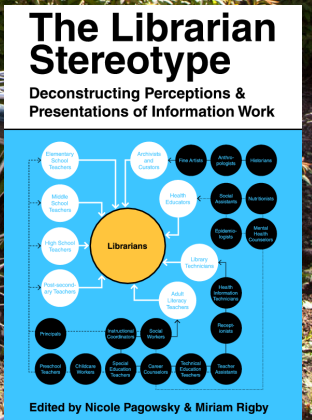 The Librarian
Stereotype
Deconstructing Perceptions &
Presentations of Information Work
Elementary
School
Teachers
Archivists
and
Curators
Fine Artists
Anthro-
pologists
Historians
Middle
School
Teachers
Health
Educators
Social
Assistants
Nutritionists
High School
Teachers
Librarians
Epidemio-
logists
Mental
Health
Counselors
Library
Technicians
Post-second-
ary Teachers
Adult
Literacy
Teachers
Health
Information
Technicians
Principals
Instructional
Coordinators
Social
Workers
Recept-
ionists
Preschool
Teachers
Childcare
Workers
Special
Education
Teachers
Career
Counselors
Technical
Education
Teachers
Teacher
Assistants
Edited by Nicole Pagowsky & Miriam Rigby